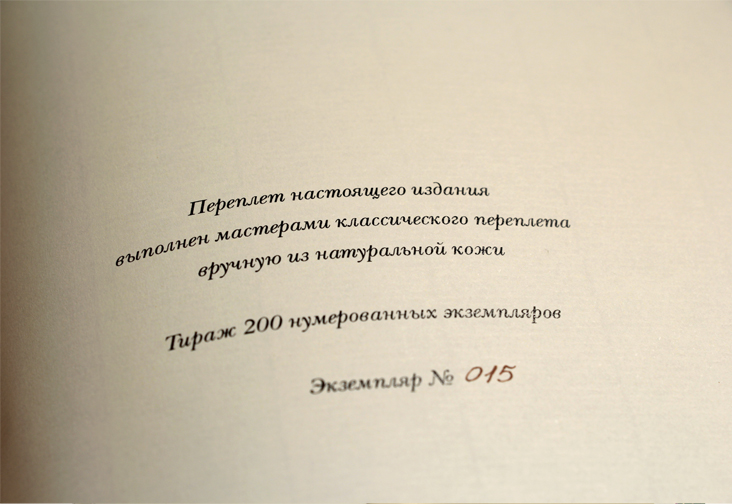 Переплет настоящего издания
выполнен мастерами классического переплета
вручную из натуральной кожи
Тираж 200 нумерованных экземпляров
Экземпляр № 015